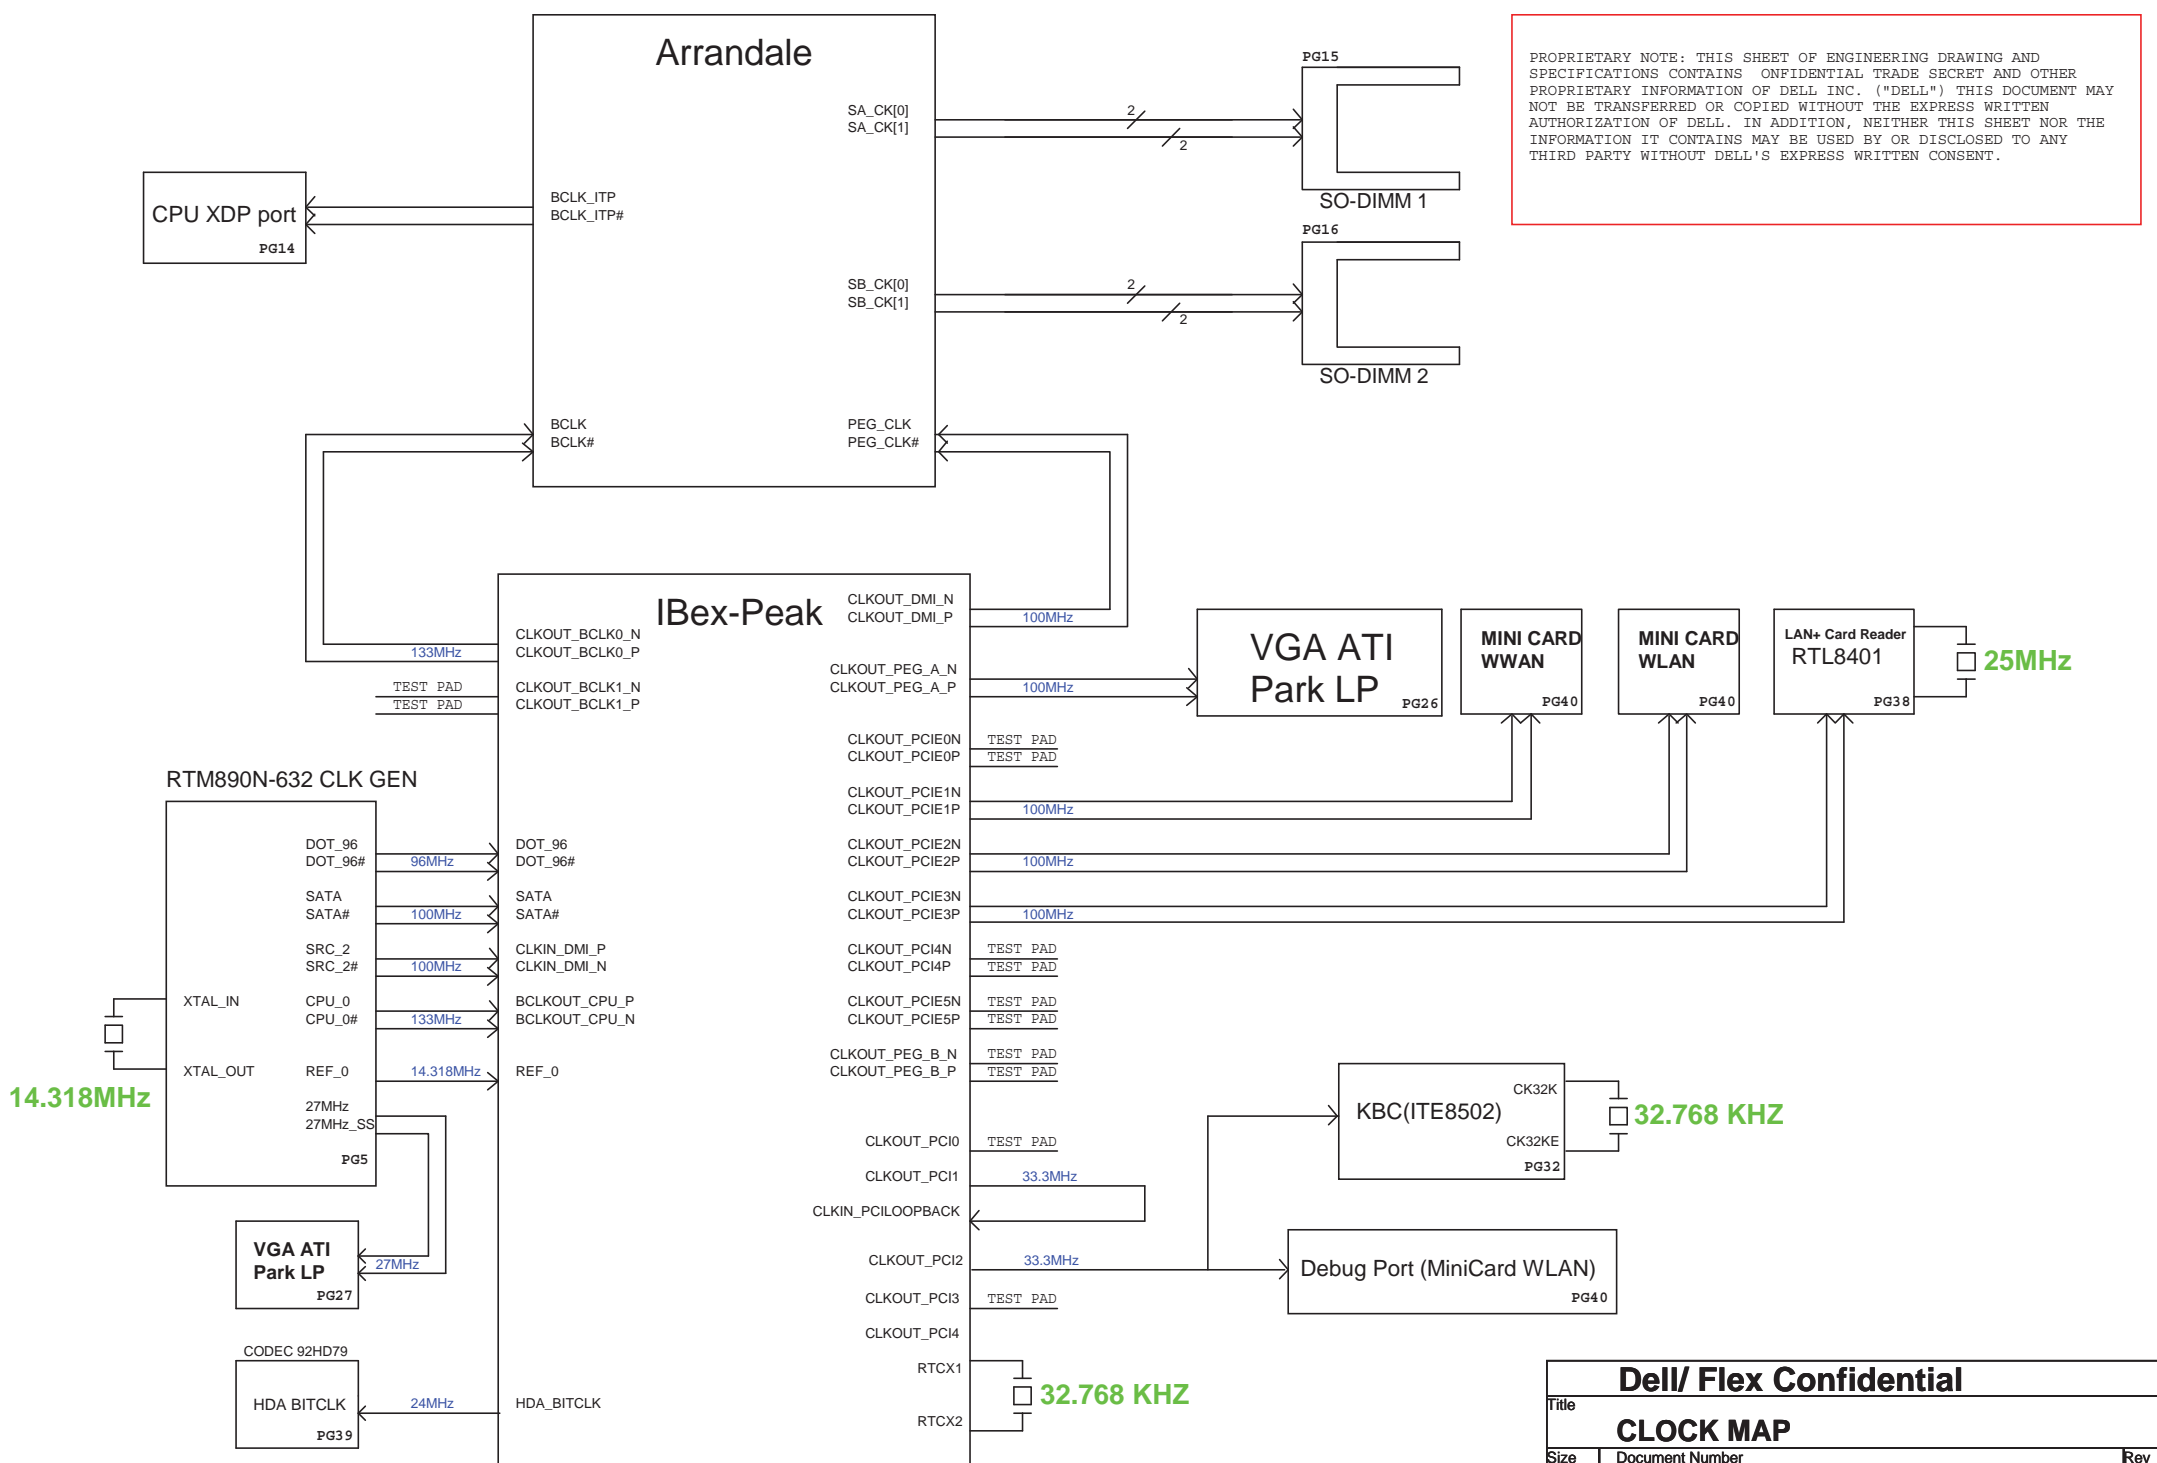 Arrandale
SA_CK[0]
SA_CK[1]
2
2
PG15
SO-DIMM 1
PROPRIETARY NOTE: THIS SHEET OF ENGINEERING DRAWING AND
SPECIFICATIONS CONTAINS ONFIDENTIAL TRADE SECRET AND OTHER
PROPRIETARY INFORMATION OF DELL INC. ("DELL") THIS DOCUMENT MAY
NOT BE TRANSFERRED OR COPIED WITHOUT THE EXPRESS WRITTEN
AUTHORIZATION OF DELL. IN ADDITION, NEITHER THIS SHEET NOR THE
INFORMATION IT CONTAINS MAY BE USED BY OR DISCLOSED TO ANY
THIRD PARTY WITHOUT DELL'S EXPRESS WRITTEN CONSENT.
CPU XDP port
PG14
BCLK_ITP
BCLK_ITP#
SB_CK[0]
SB_CK[1]
2
2
PG16
SO-DIMM 2
BCLK
BCLK#
PEG_CLK
PEG_CLK#
IBex-Peak
CLKOUT_DMI_N
CLKOUT_DMI_P
100MHz
CLKOUT_BCLK0_N
CLKOUT_BCLK0_P
133MHz
TEST PAD
TEST PAD
CLKOUT_BCLK1_N
CLKOUT_BCLK1_P
CLKOUT_PEG_A_N
CLKOUT_PEG_A_P
100MHz
VGA ATI
Park LP
PG26
MINI CARD
WWAN
PG40
MINI CARD
WLAN
PG40
LAN+ Card Reader
RTL8401
PG38
25MHz
CLKOUT_PCIE0N
CLKOUT_PCIE0P
TEST PAD
TEST PAD
CLKOUT_PCIE1N
CLKOUT_PCIE1P
100MHz
CLKOUT_PCIE2N
CLKOUT_PCIE2P
100MHz
CLKOUT_PCIE3N
CLKOUT_PCIE3P
100MHz
CLKOUT_PCI4N
CLKOUT_PCI4P
TEST PAD
TEST PAD
CLKOUT_PCIE5N
CLKOUT_PCIE5P
TEST PAD
TEST PAD
CLKOUT_PEG_B_N
CLKOUT_PEG_B_P
TEST PAD
TEST PAD
RTM890N-632 CLK GEN
DOT_96
DOT_96#
96MHz
DOT_96
DOT_96#
SATA
SATA#
100MHz
SATA
SATA#
SRC_2
SRC_2#
100MHz
CLKIN_DMI_P
CLKIN_DMI_N
XTAL_IN
CPU_0
CPU_0#
133MHz
BCLKOUT_CPU_P
BCLKOUT_CPU_N
XTAL_OUT
14.318MHz
REF_0
14.318MHz
REF_0
27MHz
27MHz_SS
PG5
VGA ATI
Park LP
PG27
27MHz
CODEC 92HD79
HDA BITCLK
PG39
24MHz
HDA_BITCLK
CLKOUT_PCI0
TEST PAD
CLKOUT_PCI1
33.3MHz
CLKIN_PCILOOPBACK
CLKOUT_PCI2
33.3MHz
CLKOUT_PCI3
TEST PAD
CLKOUT_PCI4
RTCX1
RTCX2
32.768 KHZ
KBC(ITE8502)
CK32K
CK32KE
PG32
32.768 KHZ
Debug Port (MiniCard WLAN)
PG40
Dell/ Flex Confidential
Title
CLOCK MAP
Size
Document Number
Rev